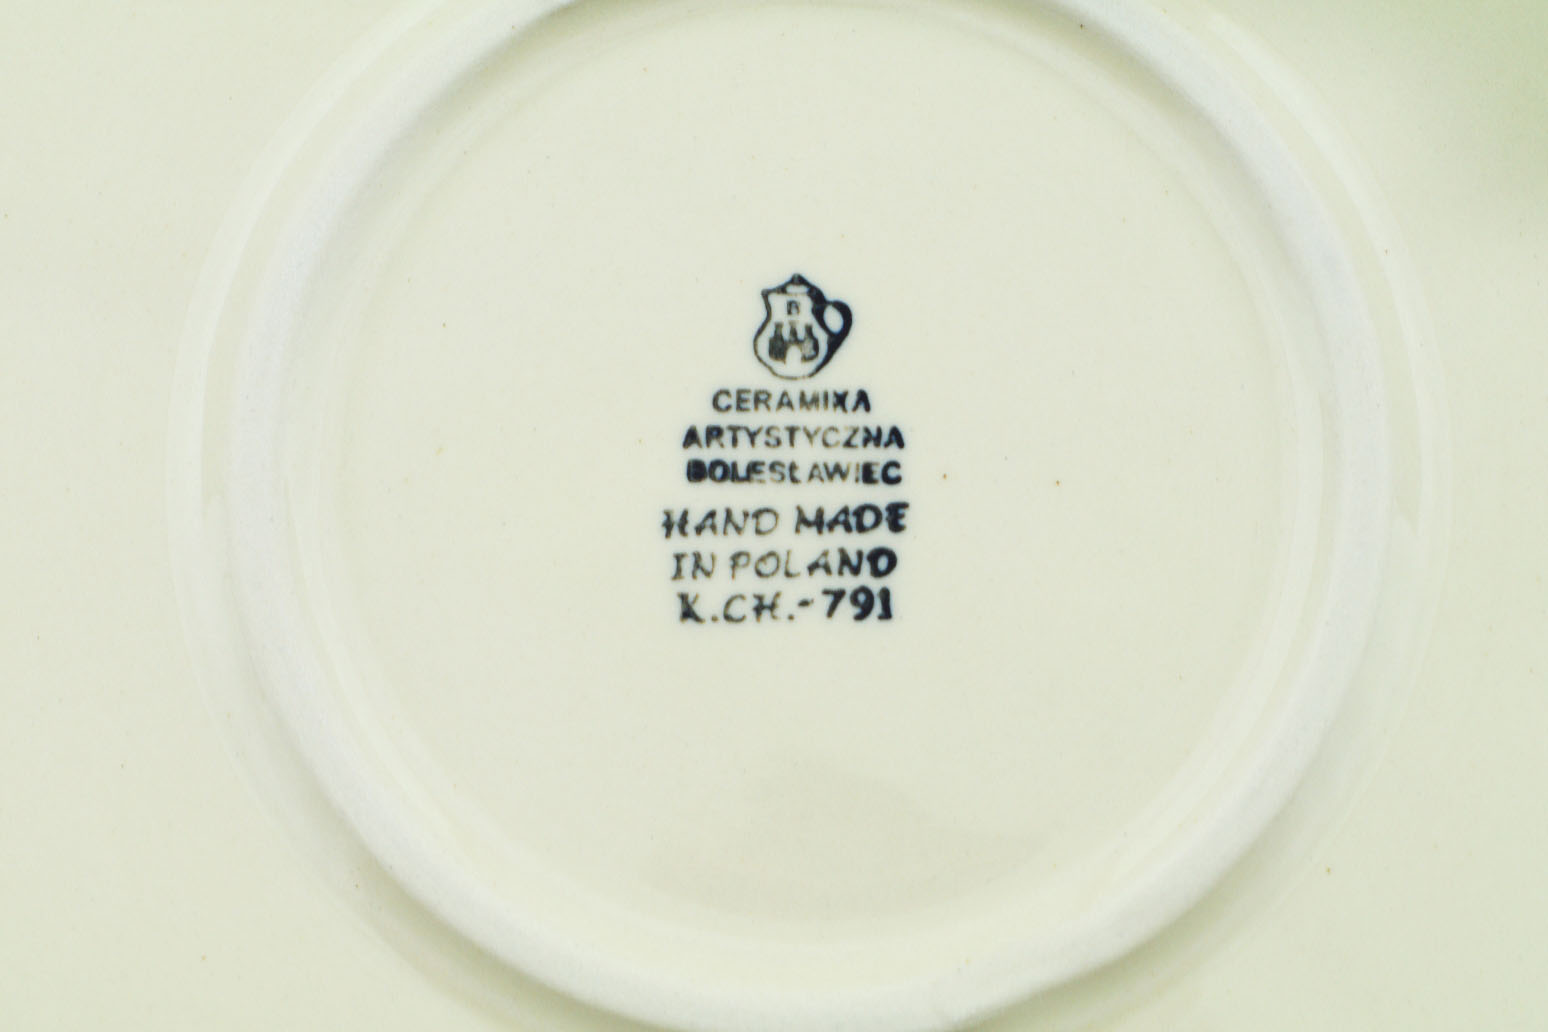 B
CERAMIKA
ARTYSTYCZNA
BOLESŁAWIEC
HAND MADE
IN POLAND
K.CH.-791